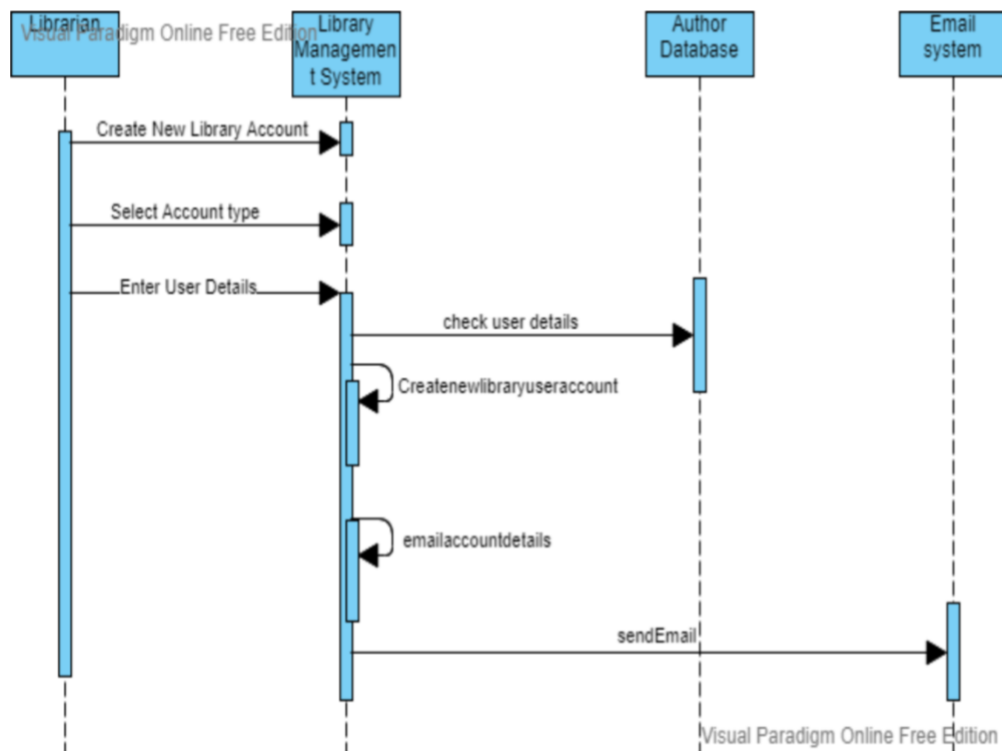 Librarian
Visual Paradigm Online Free Edition
Library
Managemen
t System
Author
Database
Email
system
Create New Library Account
Select Account type
Enter User Details
check user details
Createnewlibraryuseraccount
emailaccountdetails
sendEmail
Visual Paradigm Online Free Edition